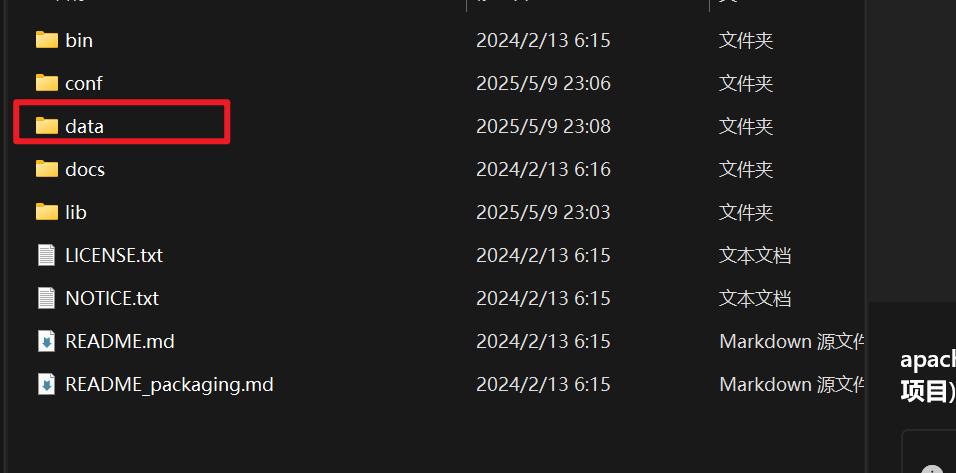 bin 2024/2/13 6:15 文件夹
conf 2025/5/9 23:06 文件夹
data 2025/5/9 23:08 文件夹
docs 2024/2/13 6:16 文件夹
lib 2025/5/9 23:03 文件夹
LICENSE.txt 2024/2/13 6:15 文本文档
NOTICE.txt 2024/2/13 6:15 文本文档
README.md 2024/2/13 6:15 Markdown 源文件
README_packaging.md 2024/2/13 6:15 Markdown 源文件
apach
项目)